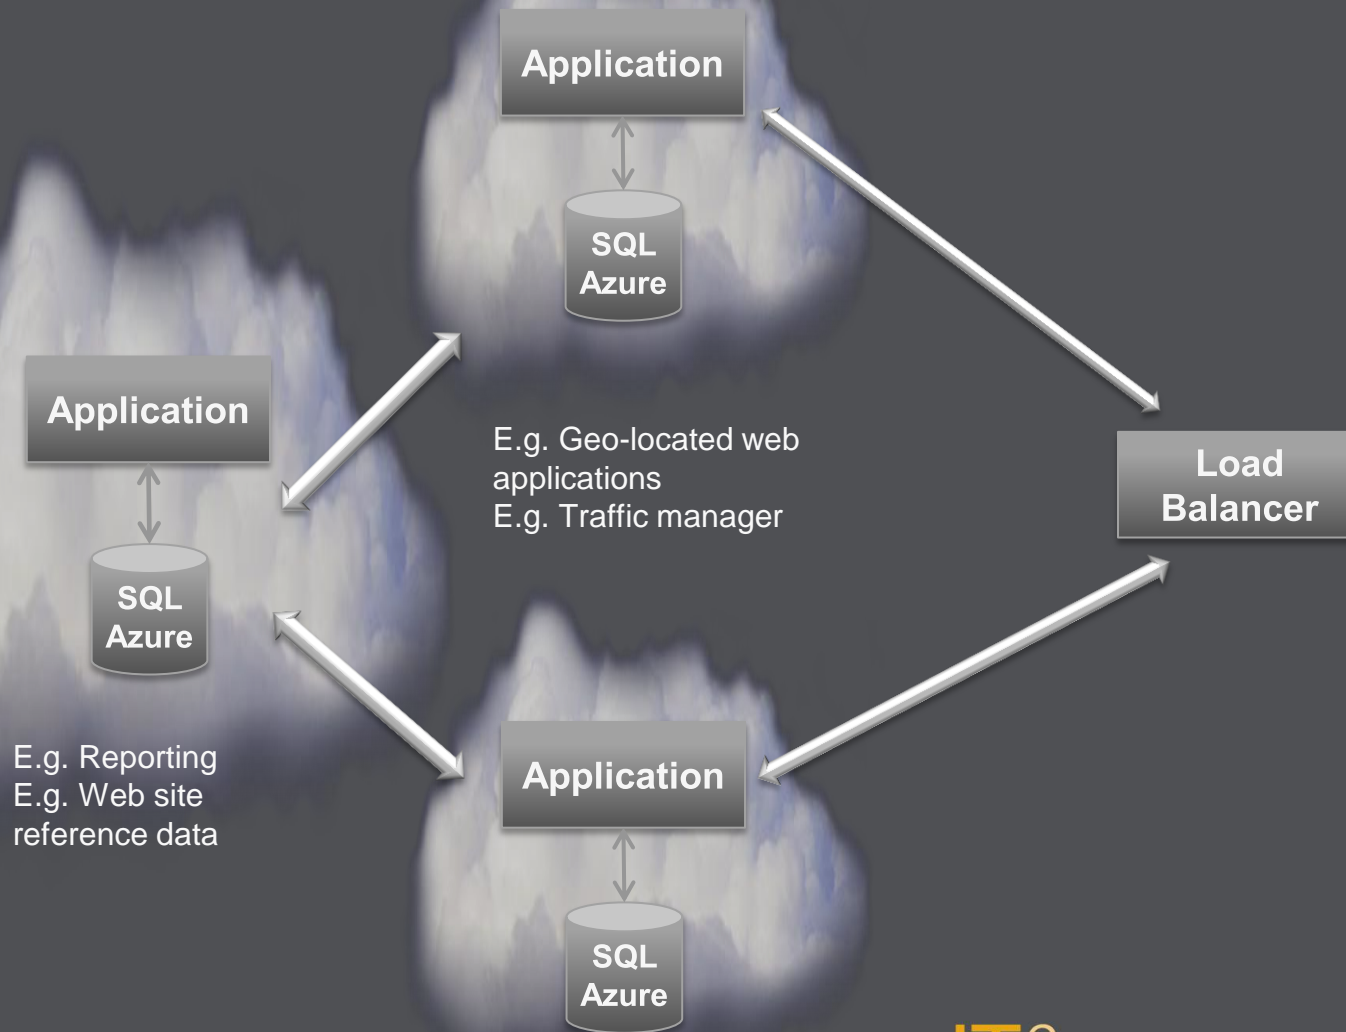 Application
SQL
Azure
Application
SQL
Azure
E.g. Geo-located web
applications
E.g. Traffic manager
Load
Balancer
E.g. Reporting
E.g. Web site
reference data
Application
SQL
Azure